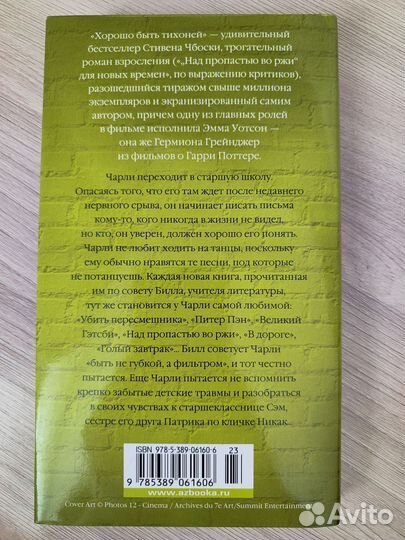 «Хорошо быть тихоней» — удивительный
бестселлер Стивена Чбоски, трогательный
роман взросления („Над пропастью во ржи“
для новых времен», по выражению критиков),
разошедшийся тиражом свыше миллиона
экземпляров и экранизированный самим
автором, причем одну из главных ролей
в фильме исполнила Эмма Уотсон —
она же Гермиона Грейнджер
из фильмов о Гарри Поттере.
Чарли переходит в старшую школу.
Опасаясь того, что его там ждет после недавнего
нервного срыва, он начинает писать письма
кому-то, кого никогда в жизни не видел,
но кто, он уверен, должен хорошо его понять.
Чарли не любит ходить на танцы, поскольку
ему обычно нравятся те песни, под которые
не потанцуешь. Каждая новая книга, прочитанная
им по совету Билла, учителя литературы,
тут же становится у Чарли самой любимой:
«Убить пересмешника», «Питер Пэн», «Великий
Гэтсби», «Над пропастью во ржи», «В дороге»,
«Голый завтрак»... Билл советует Чарли
«быть не губкой, а фильтром», и тот честно
пытается. Еще Чарли пытается не вспомнить
крепко забытые детские травмы и разобраться
в своих чувствах к старшекласснице Сэм,
сестре его друга Патрика по кличке Никак...
ISBN 978-5-389-06160-6
23
9 785389 061606
www.azbooka.ru
Cover Art © Photos 12 - Cinema / Archives du 7e Art/Summit Entertainment
Avito